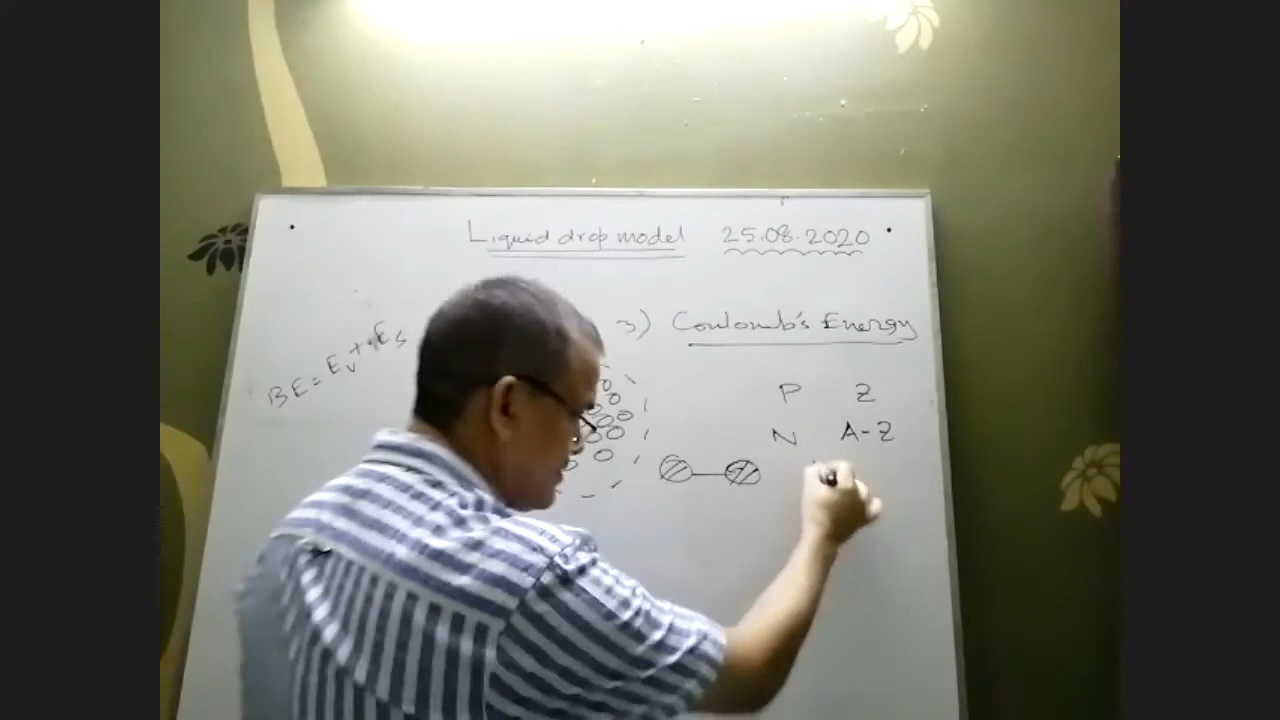 Liquid drop model 25.08.2020
3) Coulomb's Energy
BE = Ev + Es
P Z
N A-Z